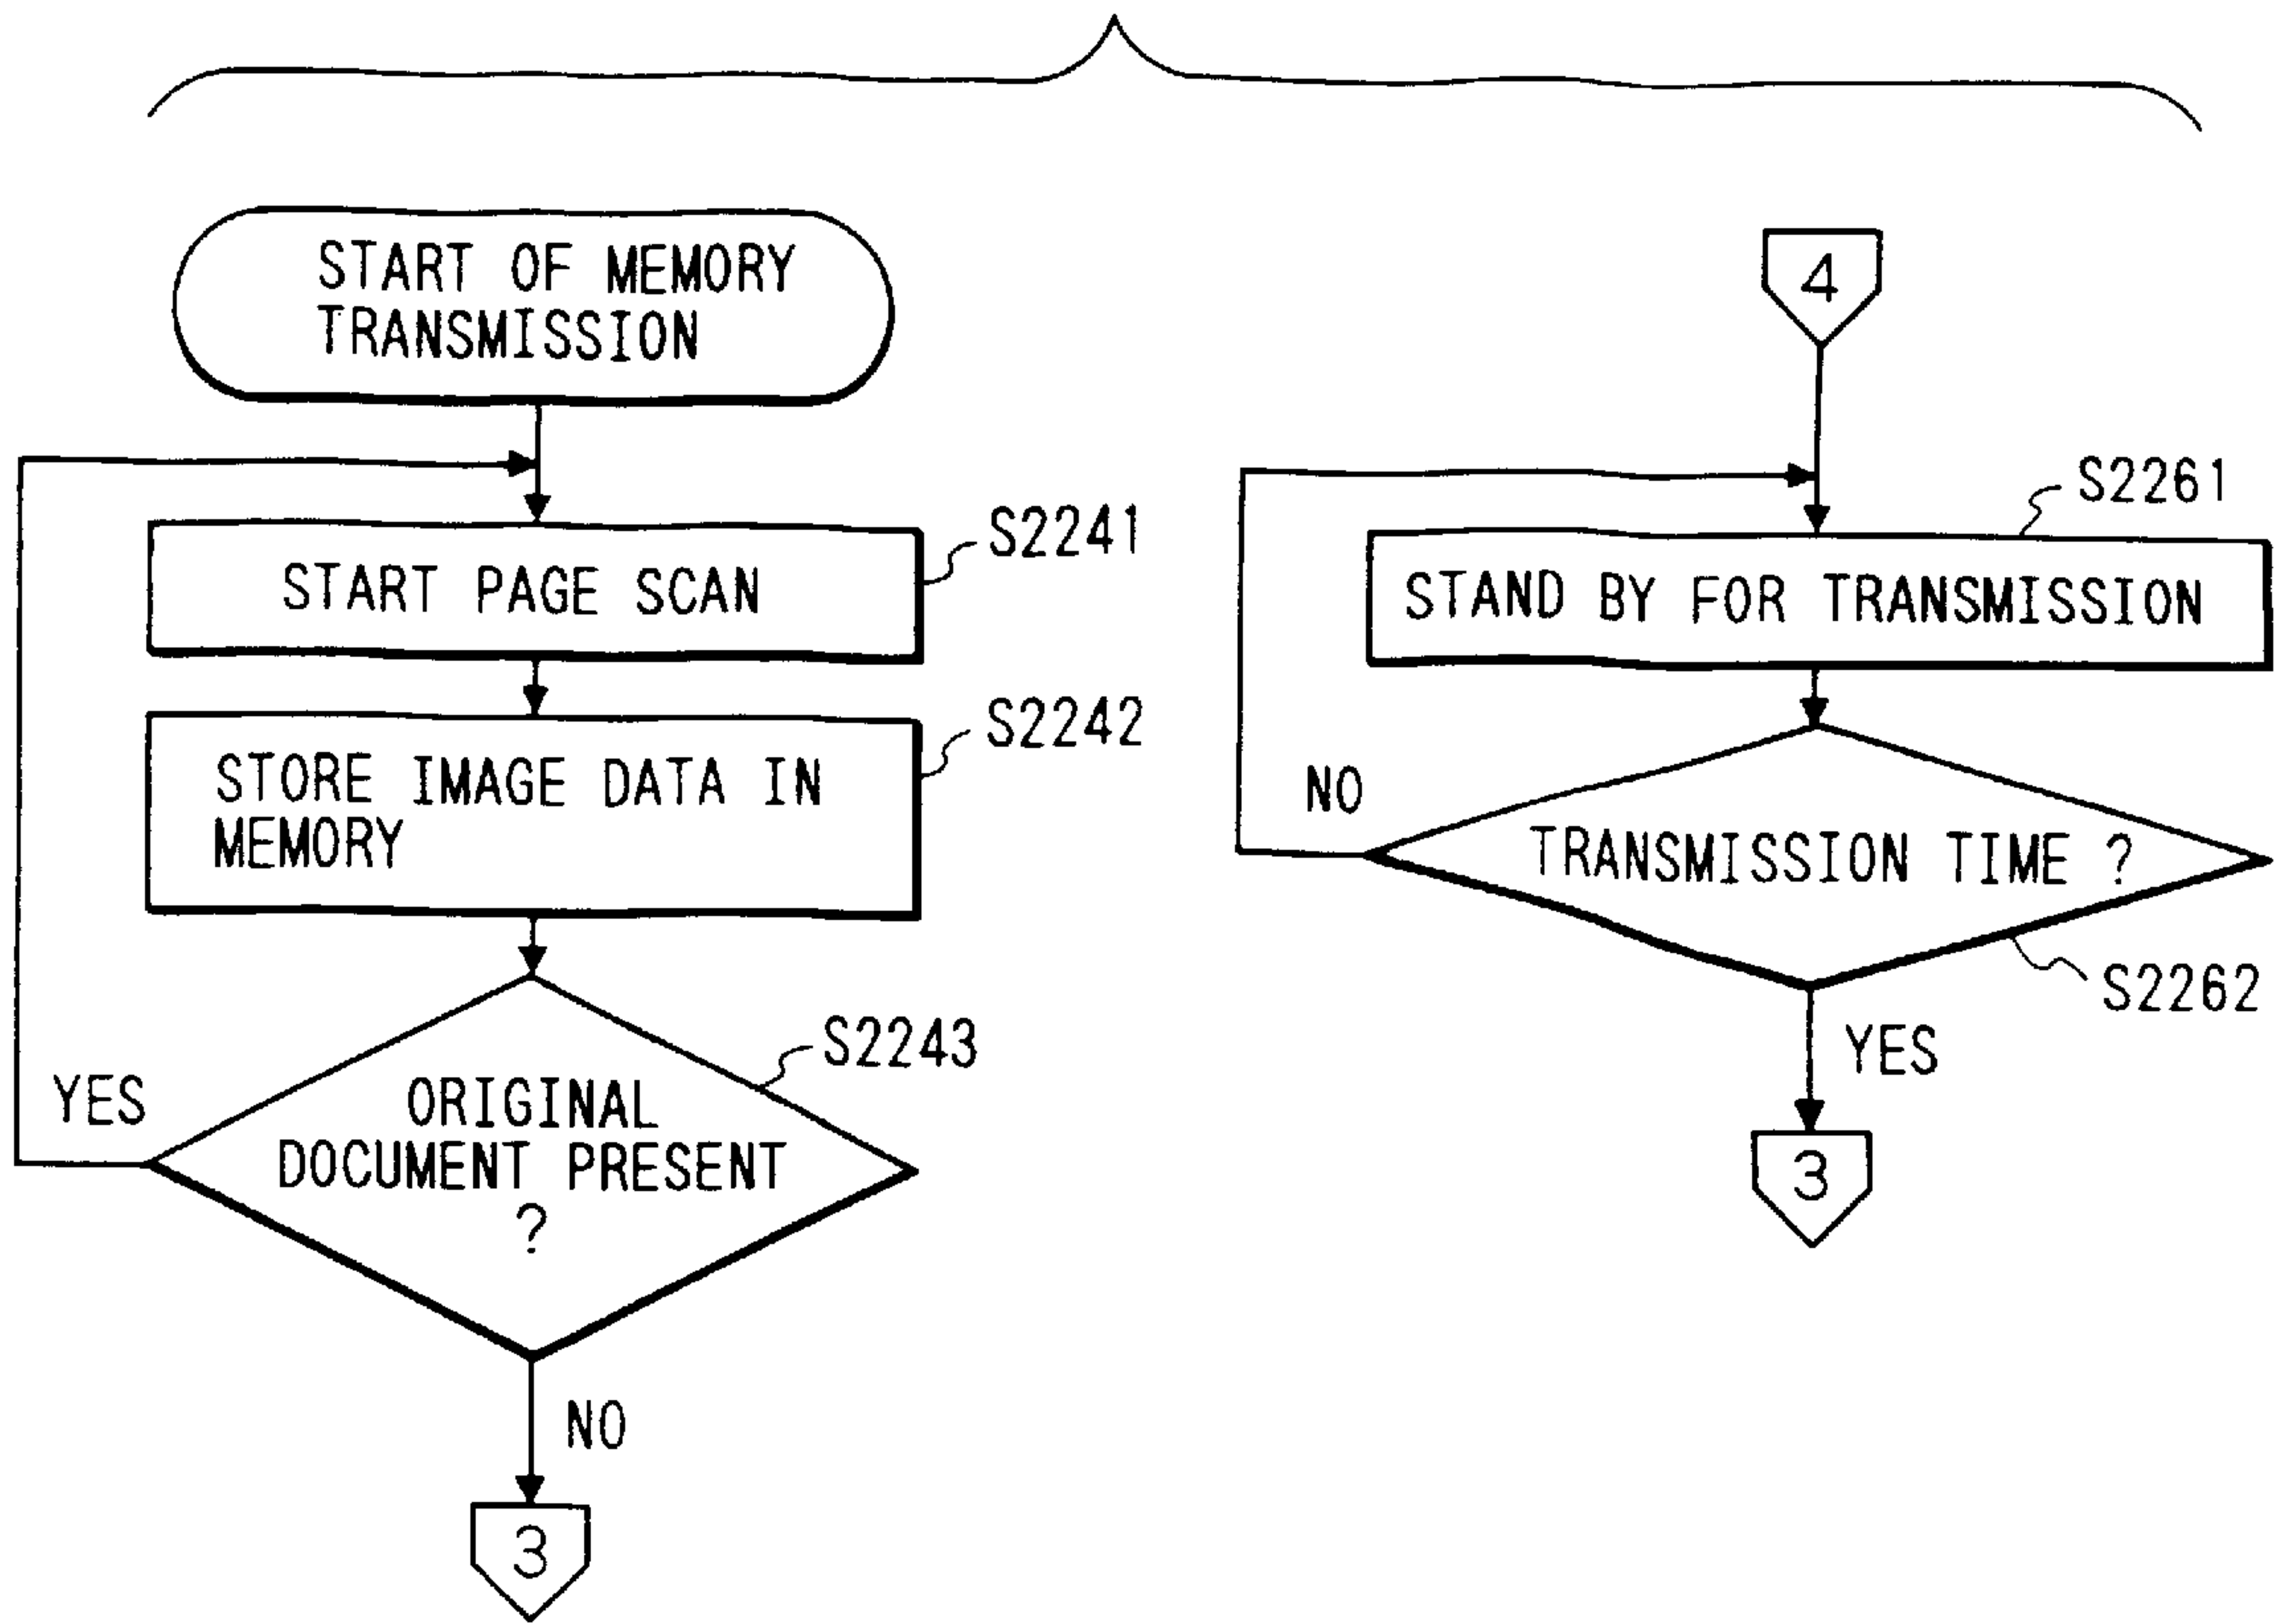 START OF MEMORY
TRANSMISSION
START PAGE SCAN
S2241
STORE IMAGE DATA IN
MEMORY
S2242
ORIGINAL
DOCUMENT PRESENT
?
S2243
YES
NO
3
4
STAND BY FOR TRANSMISSION
S2261
TRANSMISSION TIME ?
S2262
NO
YES
3